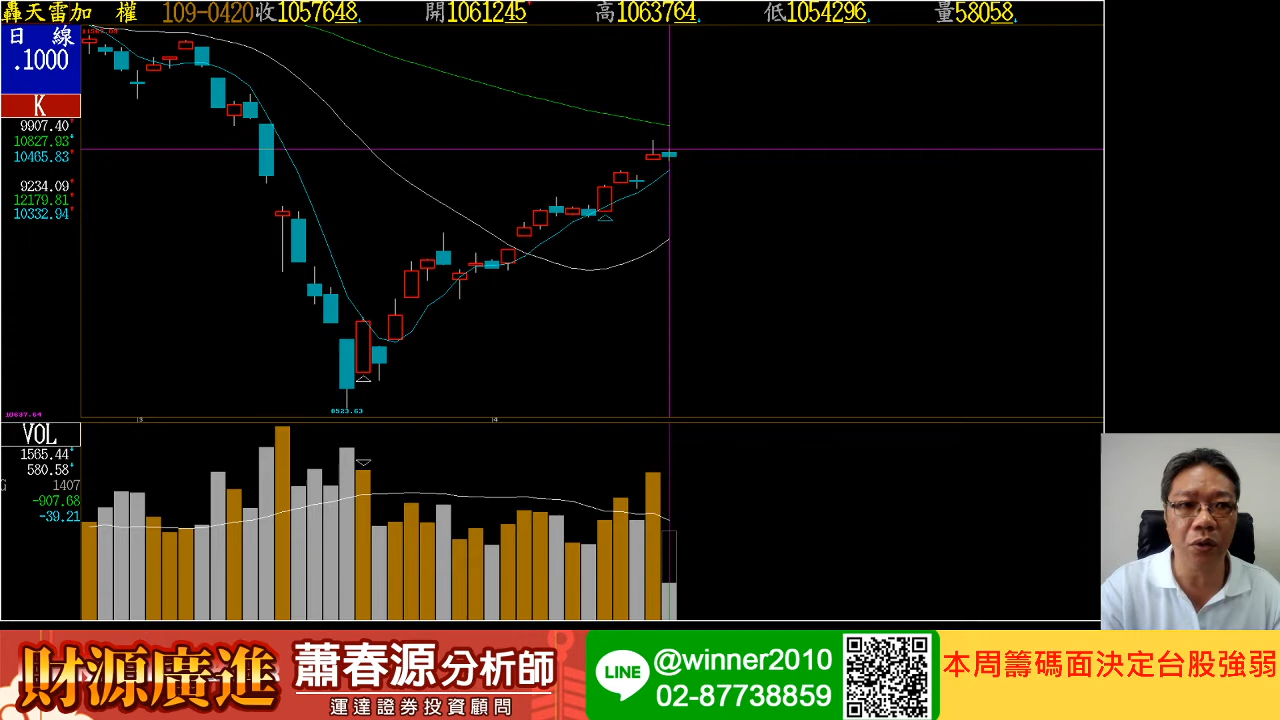 轟天雷加 權 109-0420收1057648 開1061245 高1063764 低1054296 量58058
日 線
.1000
K
9907.40
10827.93
10465.83
9234.09
12179.81
10332.94
10637.64
8523.63
3
4
VOL
1565.44
580.58
1407
-907.68
-39.21
財源廣進
蕭春源分析師
運達證券投資顧問
LINE
@winner2010
02-87738859
本周籌碼面決定台股強弱